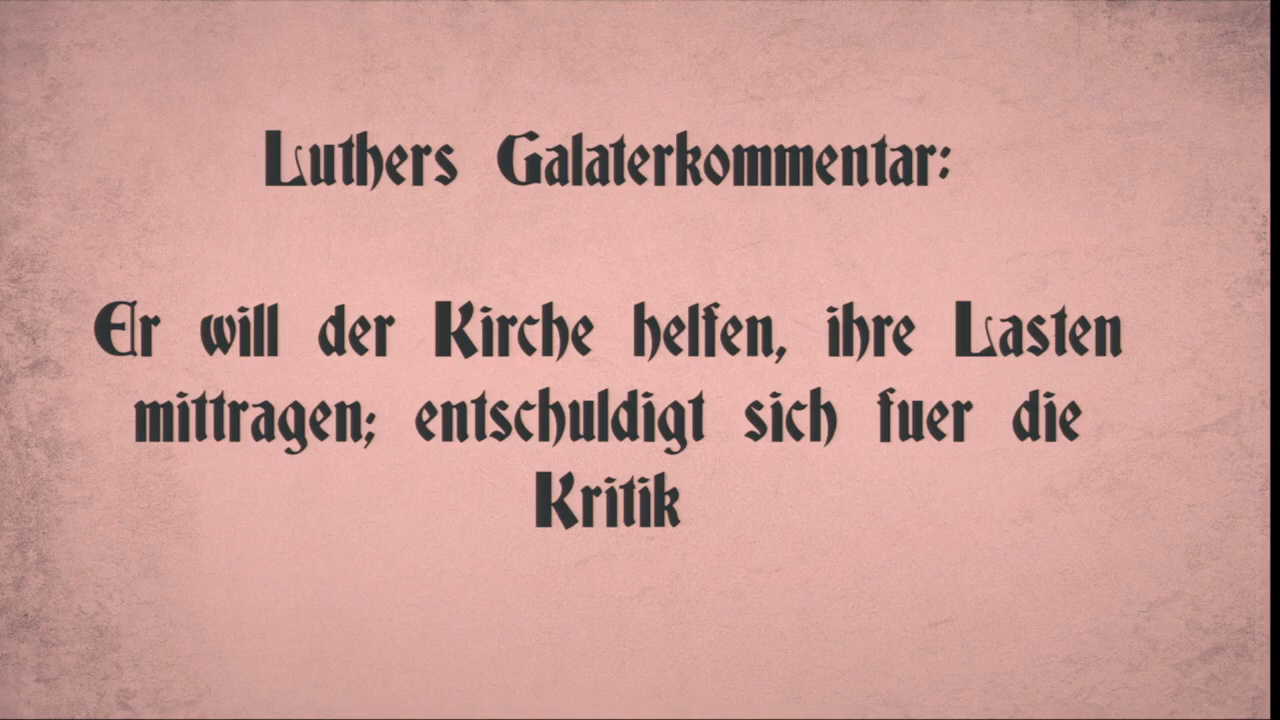 Luthers Galaterkommentar:
Er will der Kirche helfen, ihre Lasten
mittragen; entschuldigt sich fuer die
Kritik